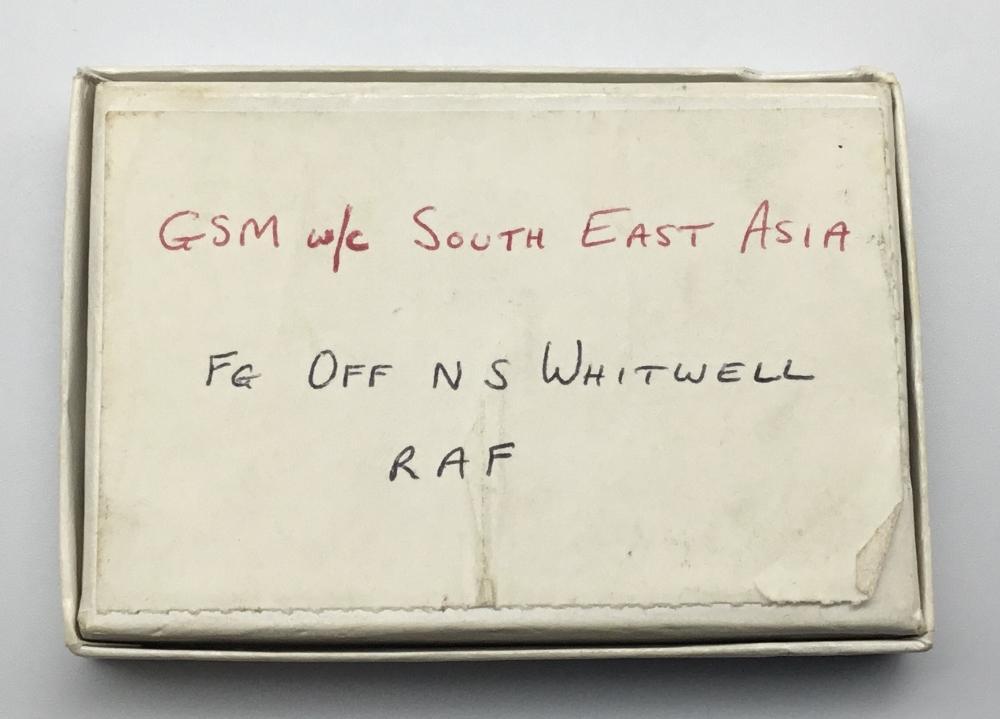 GSM w/c SOUTH EAST ASIA
FG OFF N S WHITWELL
RAF